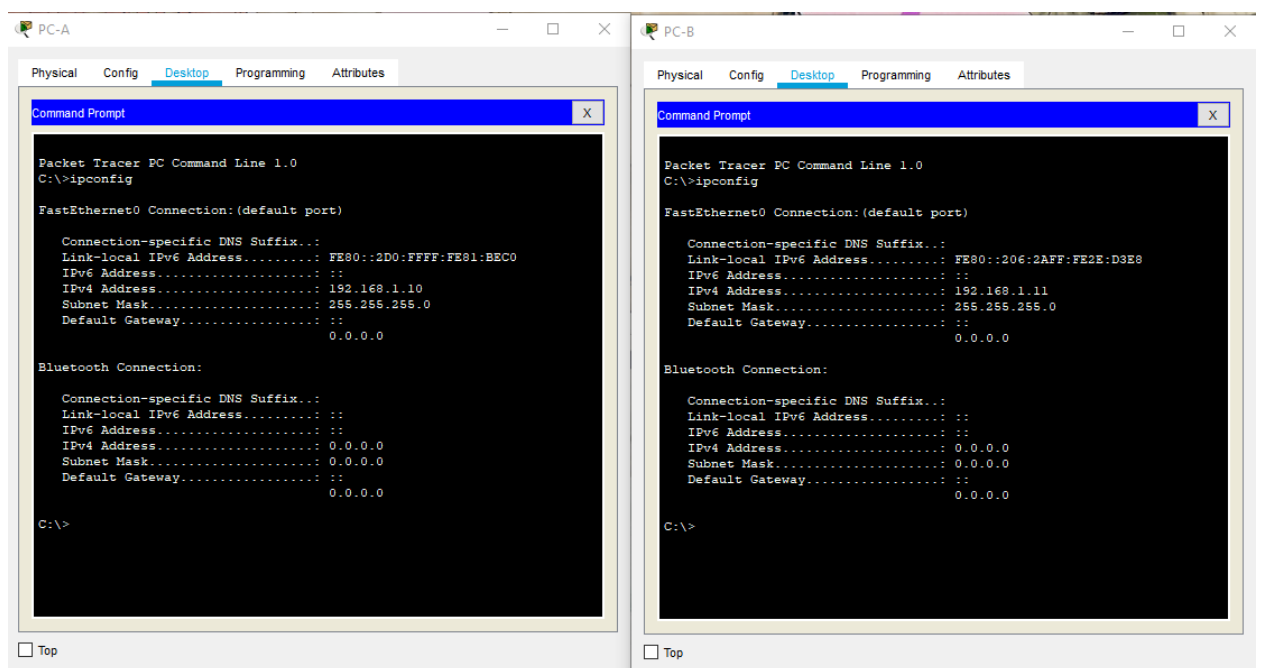 PC-A
Physical Config Desktop Programming Attributes
Command Prompt X
Packet Tracer PC Command Line 1.0
C:\>ipconfig
FastEthernet0 Connection:(default port)
Connection-specific DNS Suffix..:
Link-local IPv6 Address.........: FE80::2D0:FFFF:FE81:BEC0
IPv6 Address....................: ::
IPv4 Address....................: 192.168.1.10
Subnet Mask.....................: 255.255.255.0
Default Gateway.................: ::
0.0.0.0
Bluetooth Connection:
Connection-specific DNS Suffix..:
Link-local IPv6 Address.........: ::
IPv6 Address....................: ::
IPv4 Address....................: 0.0.0.0
Subnet Mask.....................: 0.0.0.0
Default Gateway.................: ::
0.0.0.0
C:\>
Top
PC-B
Physical Config Desktop Programming Attributes
Command Prompt X
Packet Tracer PC Command Line 1.0
C:\>ipconfig
FastEthernet0 Connection:(default port)
Connection-specific DNS Suffix..:
Link-local IPv6 Address.........: FE80::206:2AFF:FE2E:D3E8
IPv6 Address....................: ::
IPv4 Address....................: 192.168.1.11
Subnet Mask.....................: 255.255.255.0
Default Gateway.................: ::
0.0.0.0
Bluetooth Connection:
Connection-specific DNS Suffix..:
Link-local IPv6 Address.........: ::
IPv6 Address....................: ::
IPv4 Address....................: 0.0.0.0
Subnet Mask.....................: 0.0.0.0
Default Gateway.................: ::
0.0.0.0
C:\>
Top